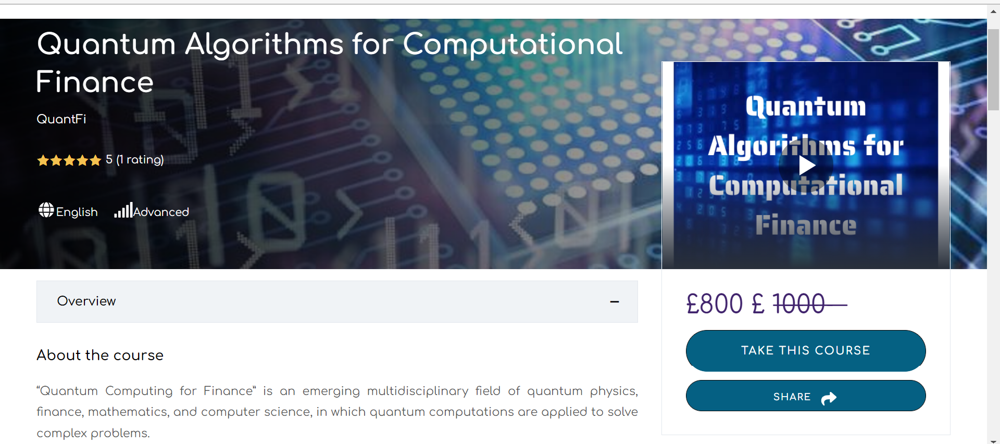 Quantum Algorithms for Computational
Finance
QuantFi
5 (1 rating)
English Advanced
Quantum
Algorithms for
Computational
Finance
Overview
£800 £ 1000
TAKE THIS COURSE
SHARE
About the course
“Quantum Computing for Finance” is an emerging multidisciplinary field of quantum physics,
finance, mathematics, and computer science, in which quantum computations are applied to solve
complex problems.